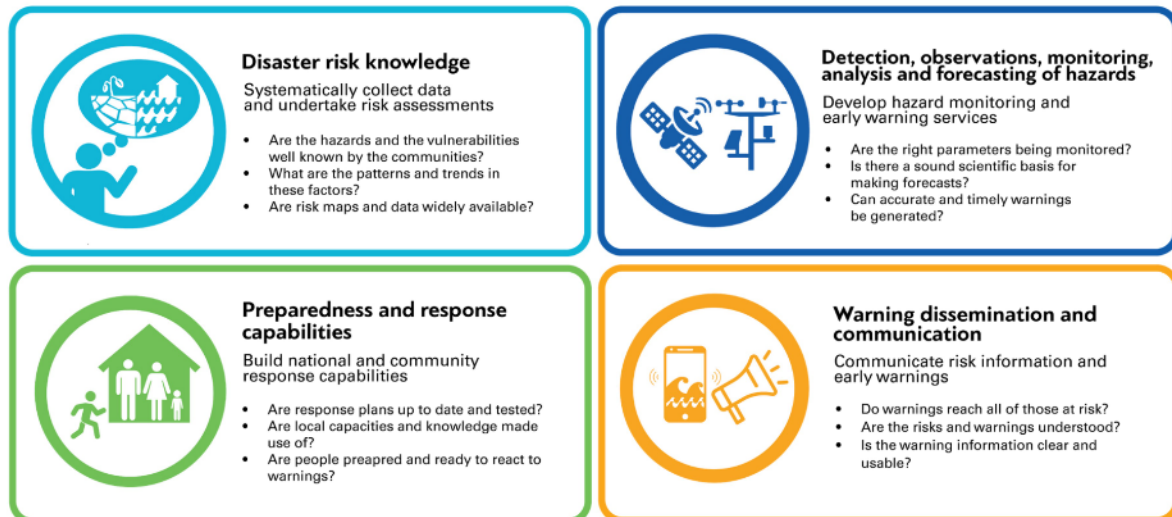 Disaster risk knowledge
Systematically collect data
and undertake risk assessments
• Are the hazards and the vulnerabilities
well known by the communities?
• What are the patterns and trends in
these factors?
• Are risk maps and data widely available?
Detection, observations, monitoring,
analysis and forecasting of hazards
Develop hazard monitoring and
early warning services
• Are the right parameters being monitored?
• Is there a sound scientific basis for
making forecasts?
• Can accurate and timely warnings
be generated?
Preparedness and response
capabilities
Build national and community
response capabilities
• Are response plans up to date and tested?
• Are local capacities and knowledge made
use of?
• Are people preapred and ready to react to
warnings?
Warning dissemination and
communication
Communicate risk information and
early warnings
• Do warnings reach all of those at risk?
• Are the risks and warnings understood?
• Is the warning information clear and
usable?